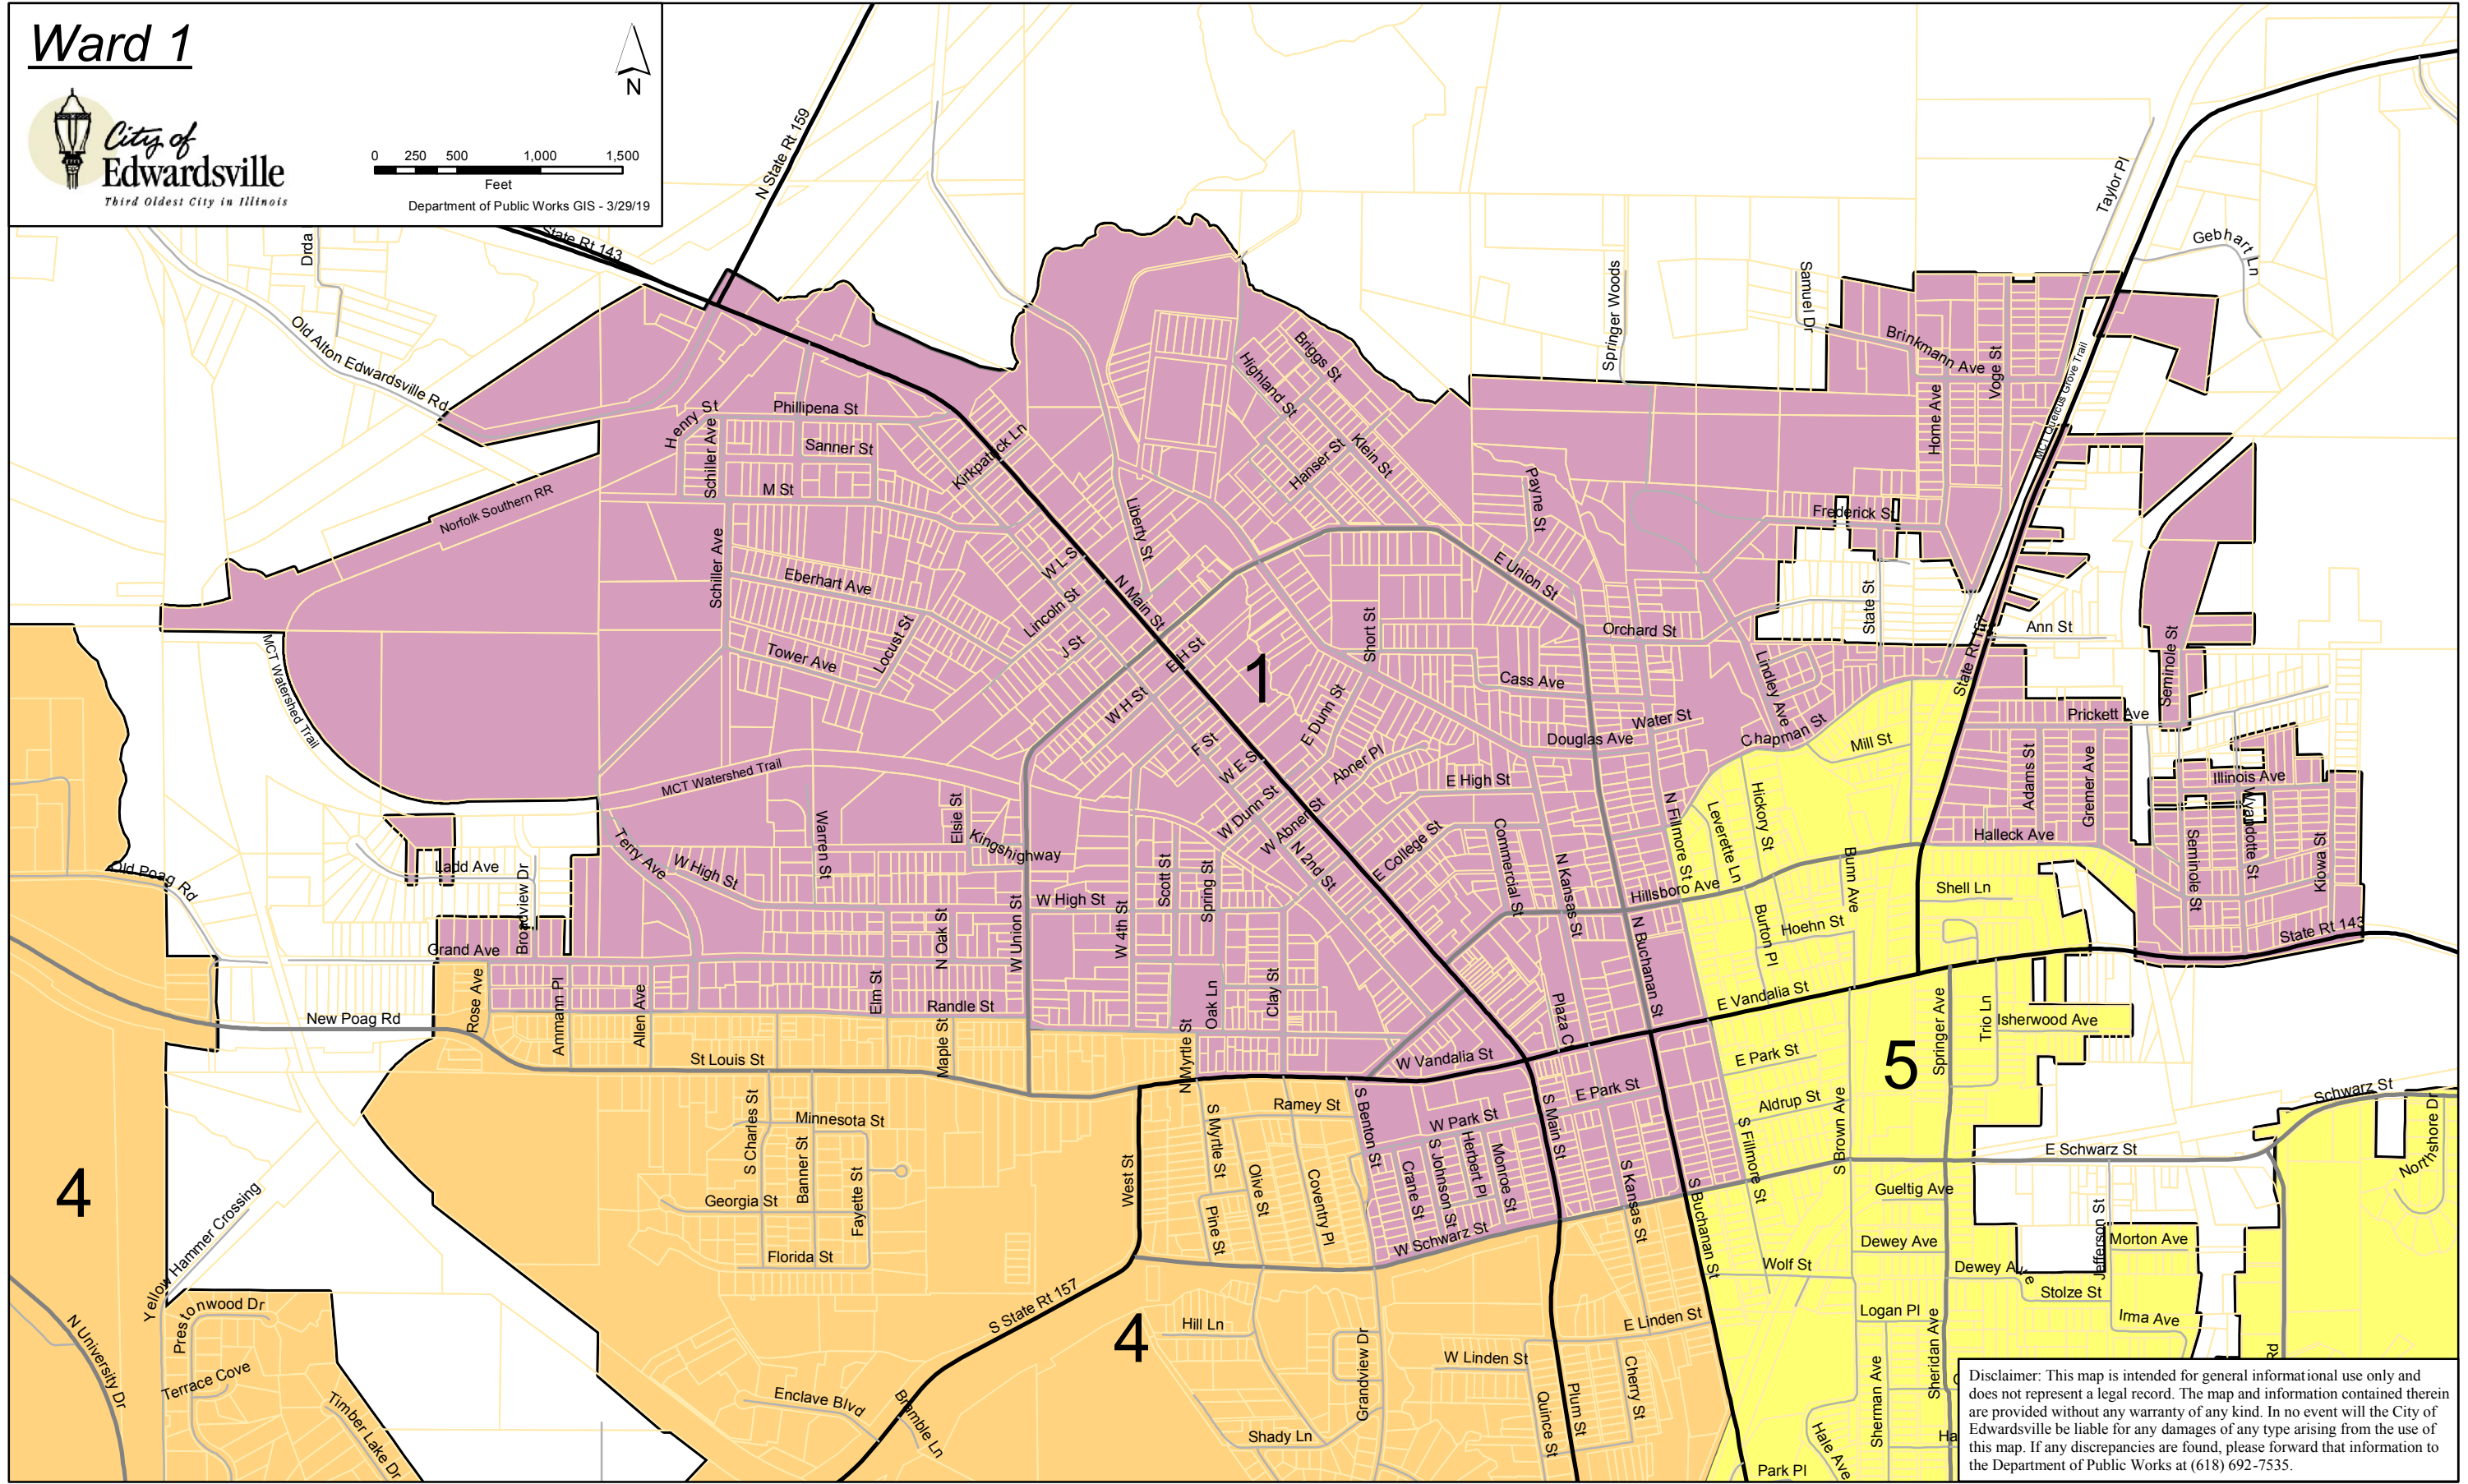 Ward 1
N
City of
Edwardsville
Third Oldest City in Illinois
0 250 500 1,000 1,500
Feet
Department of Public Works GIS - 3/29/19
N State Rt 159
State Rt 143
Drda
Old Alton Edwardsville Rd
Taylor Pl
Gebhart Ln
Springer Woods
Samuel Dr
Brinkmann Ave
Voge St
Home Ave
MCT Quercus Grove Trail
Briggs St
Highland St
Hanser St
Klein St
Henry St
Phillipena St
Schiller Ave
Sanner St
M St
Kirkpatrick Ln
Norfolk Southern RR
Liberty St
Payne St
Frederick St
Schiller Ave
Eberhart Ave
W L S
Lincoln St
N Main St
E Union St
State St
Ann St
State Rt 157
Orchard St
Short St
Locust St
Tower Ave
J St
E H St
1
Cass Ave
Lindley Ave
Seminole St
MCT Watershed Trail
W H St
F St
E Dunn St
Water St
Douglas Ave
Chapman St
Mill St
Prickett Ave
MCT Watershed Trail
W E S
Abner Pl
E High St
Adams St
Gremer Ave
Illinois Ave
Wyandotte St
Hickory St
Leverette Ln
N Fillmore St
Elsie St
Kingshighway
Warren St
Terry Ave
W High St
W Dunn St
W Abner St
N 2nd St
E College St
Commercial St
N Kansas St
Halleck Ave
Seminole St
Kiowa St
Ladd Ave
Old Poag Rd
Broadview Dr
Scott St
Spring St
W High St
Hillsboro Ave
Bunn Ave
Shell Ln
Grand Ave
N Oak St
W Union St
W 4th St
N Buchanan St
Burton Pl
Hoehn St
State Rt 143
Rose Ave
Ammann Pl
Allen Ave
Elm St
Randle St
Oak Ln
Clay St
Plaza C
E Vandalia St
Springer Ave
Trio Ln
Isherwood Ave
New Poag Rd
St Louis St
Maple St
N Myrtle St
W Vandalia St
E Park St
5
Schwarz St
Northshore Dr
S Charles St
Minnesota St
Banner St
Fayette St
Georgia St
Florida St
West St
S Myrtle St
Ramey St
Olive St
Pine St
Coventry Pl
S Benton St
W Park St
E Park St
S Main St
Crane St
S Johnson St
Herbert Pl
Monroe St
W Schwarz St
S Kansas St
Aldrup St
S Fillmore St
S Brown Ave
E Schwarz St
4
Yellow Hammer Crossing
Gueltig Ave
Jefferson St
Dewey Ave
Morton Ave
Wolf St
Dewey Ave
Stolze St
S Buchanan St
S State Rt 157
Prestonwood Dr
N University Dr
Terrace Cove
Timber Lake Dr
4
Hill Ln
Grandview Dr
E Linden St
W Linden St
Logan Pl
Irma Ave
Enclave Blvd
Bramble Ln
Shady Ln
Quince St
Plum St
Cherry St
Sherman Ave
Sheridan Ave
Hale Ave
Park Pl
Ha
Rd
Disclaimer: This map is intended for general informational use only and
does not represent a legal record. The map and information contained therein
are provided without any warranty of any kind. In no event will the City of
Edwardsville be liable for any damages of any type arising from the use of
this map. If any discrepancies are found, please forward that information to
the Department of Public Works at (618) 692-7535.